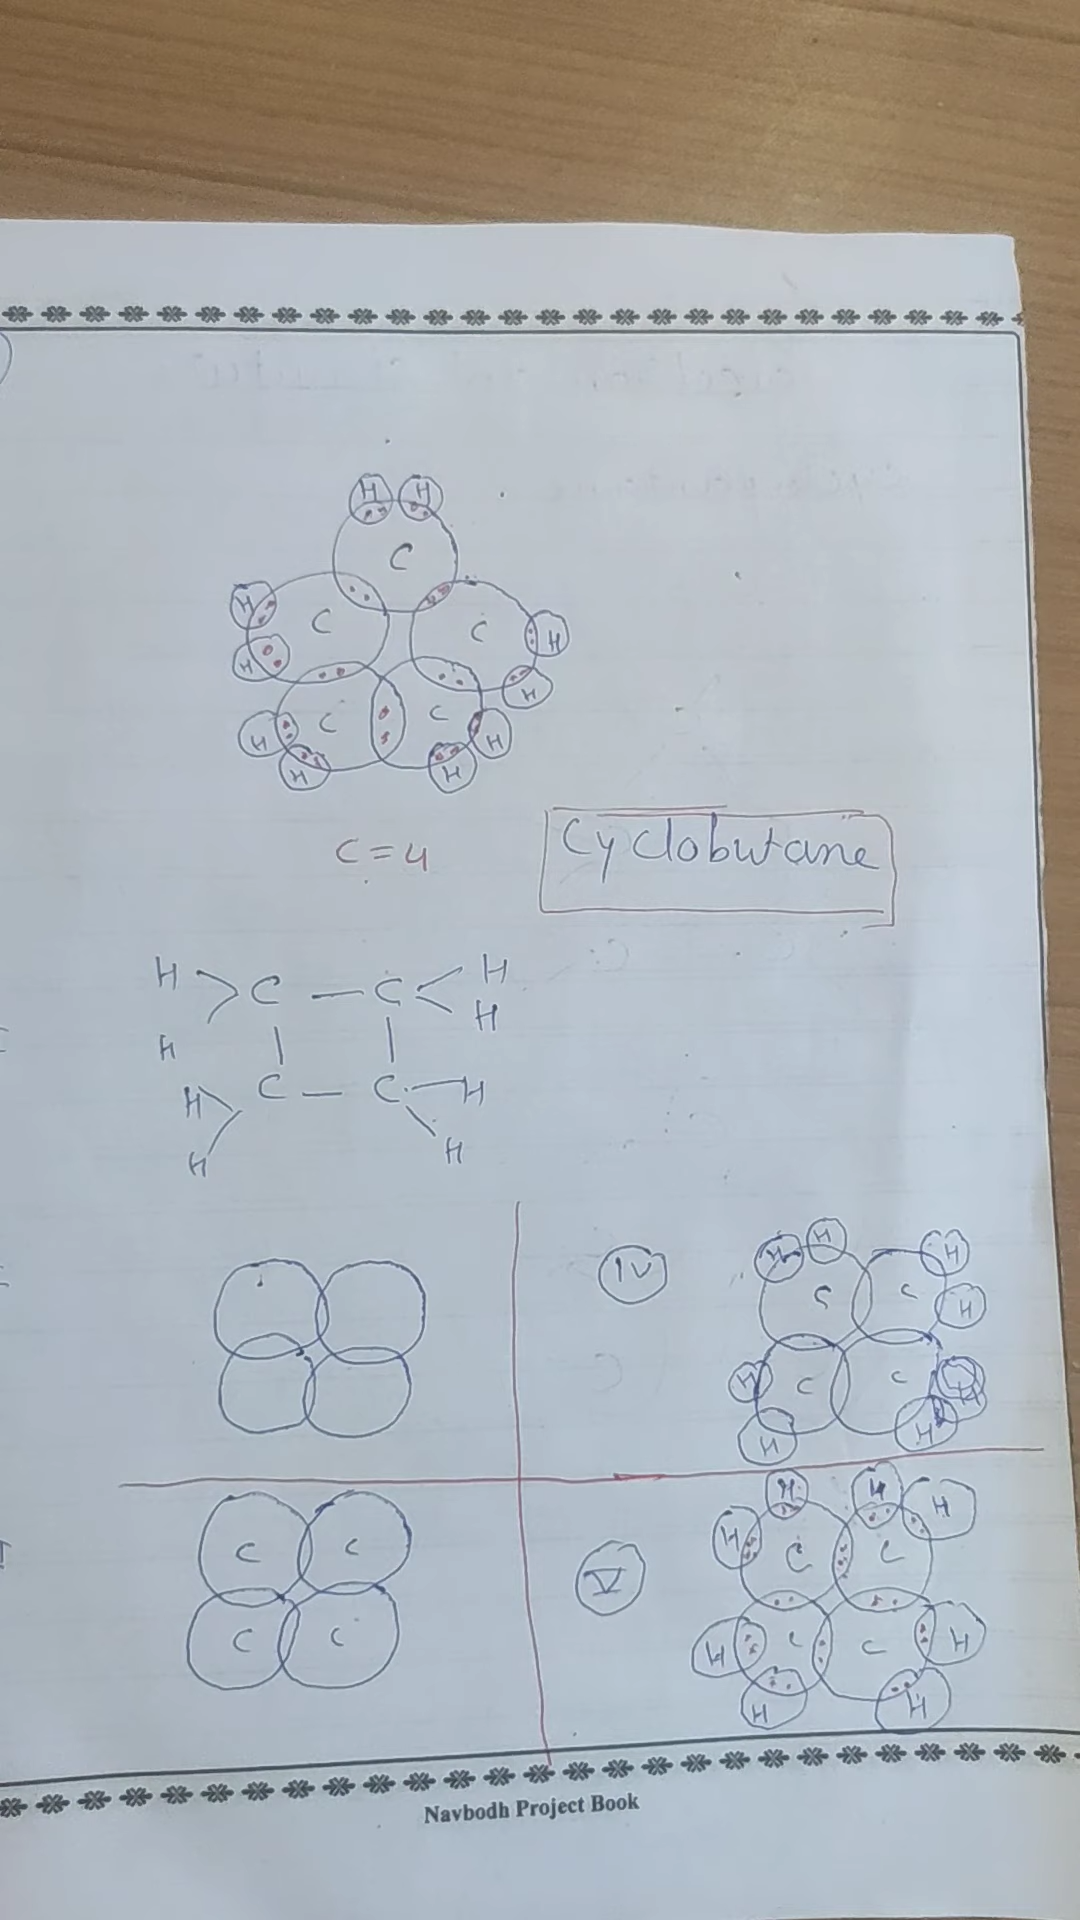 H H
C
H C C H
H H
C C
H H
H H
C = 4
Cyclobutane
H > C — C < H
H H
| |
H C — C — H
H H
IV
H H H
C C H
H C C H
H H
C C
C C
V
H H H
H C C
H C C H
H H
Navbodh Project Book